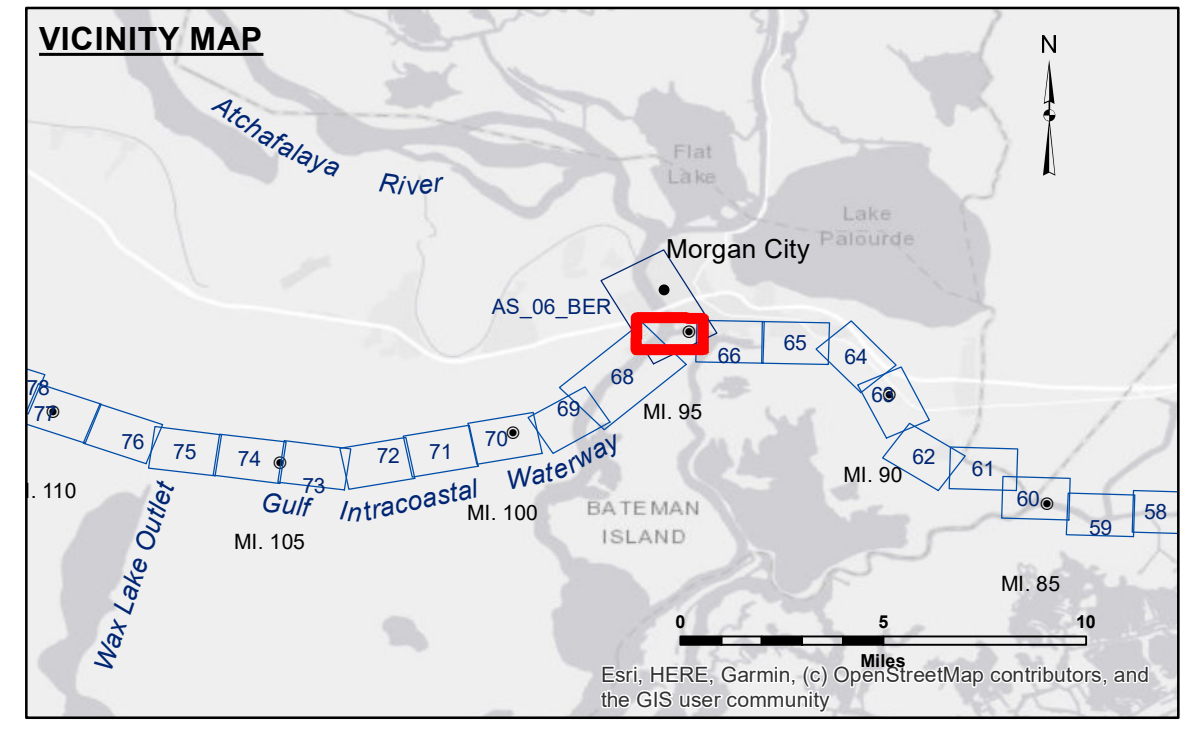 VICINITY MAP
N
Atchafalaya
River
Flat
Lake
Lake
Palourde
Morgan City
AS_06_BER
66
65
64
63
68
MI. 95
69
78
77
76
75
74
73
72
71
70
62
61
60
59
58
MI. 90
Waterway
Gulf
Intracoastal
MI. 100
I. 110
MI. 105
Wax Lake Outlet
BATEMAN
ISLAND
MI. 85
0
5
10
Miles
Esri, HERE, Garmin, (c) OpenStreetMap contributors, and
the GIS user community